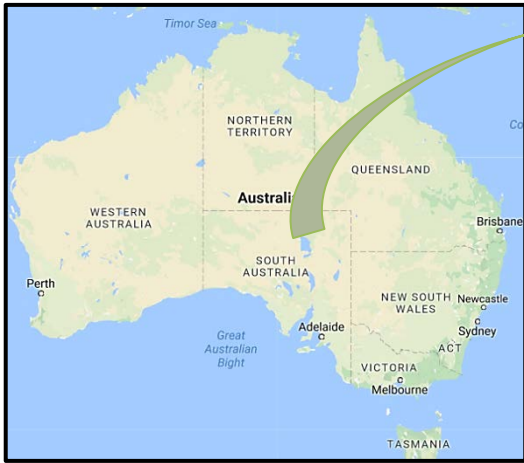 Timor Sea
NORTHERN
TERRITORY
Co
QUEENSLAND
Australi
WESTERN
AUSTRALIA
Brisbane
SOUTH
AUSTRALIA
Perth
NEW SOUTH
WALES
Newcastle
Great
Australian
Bight
Adelaide
Sydney
ACT
VICTORIA
Melbourne
TASMANIA